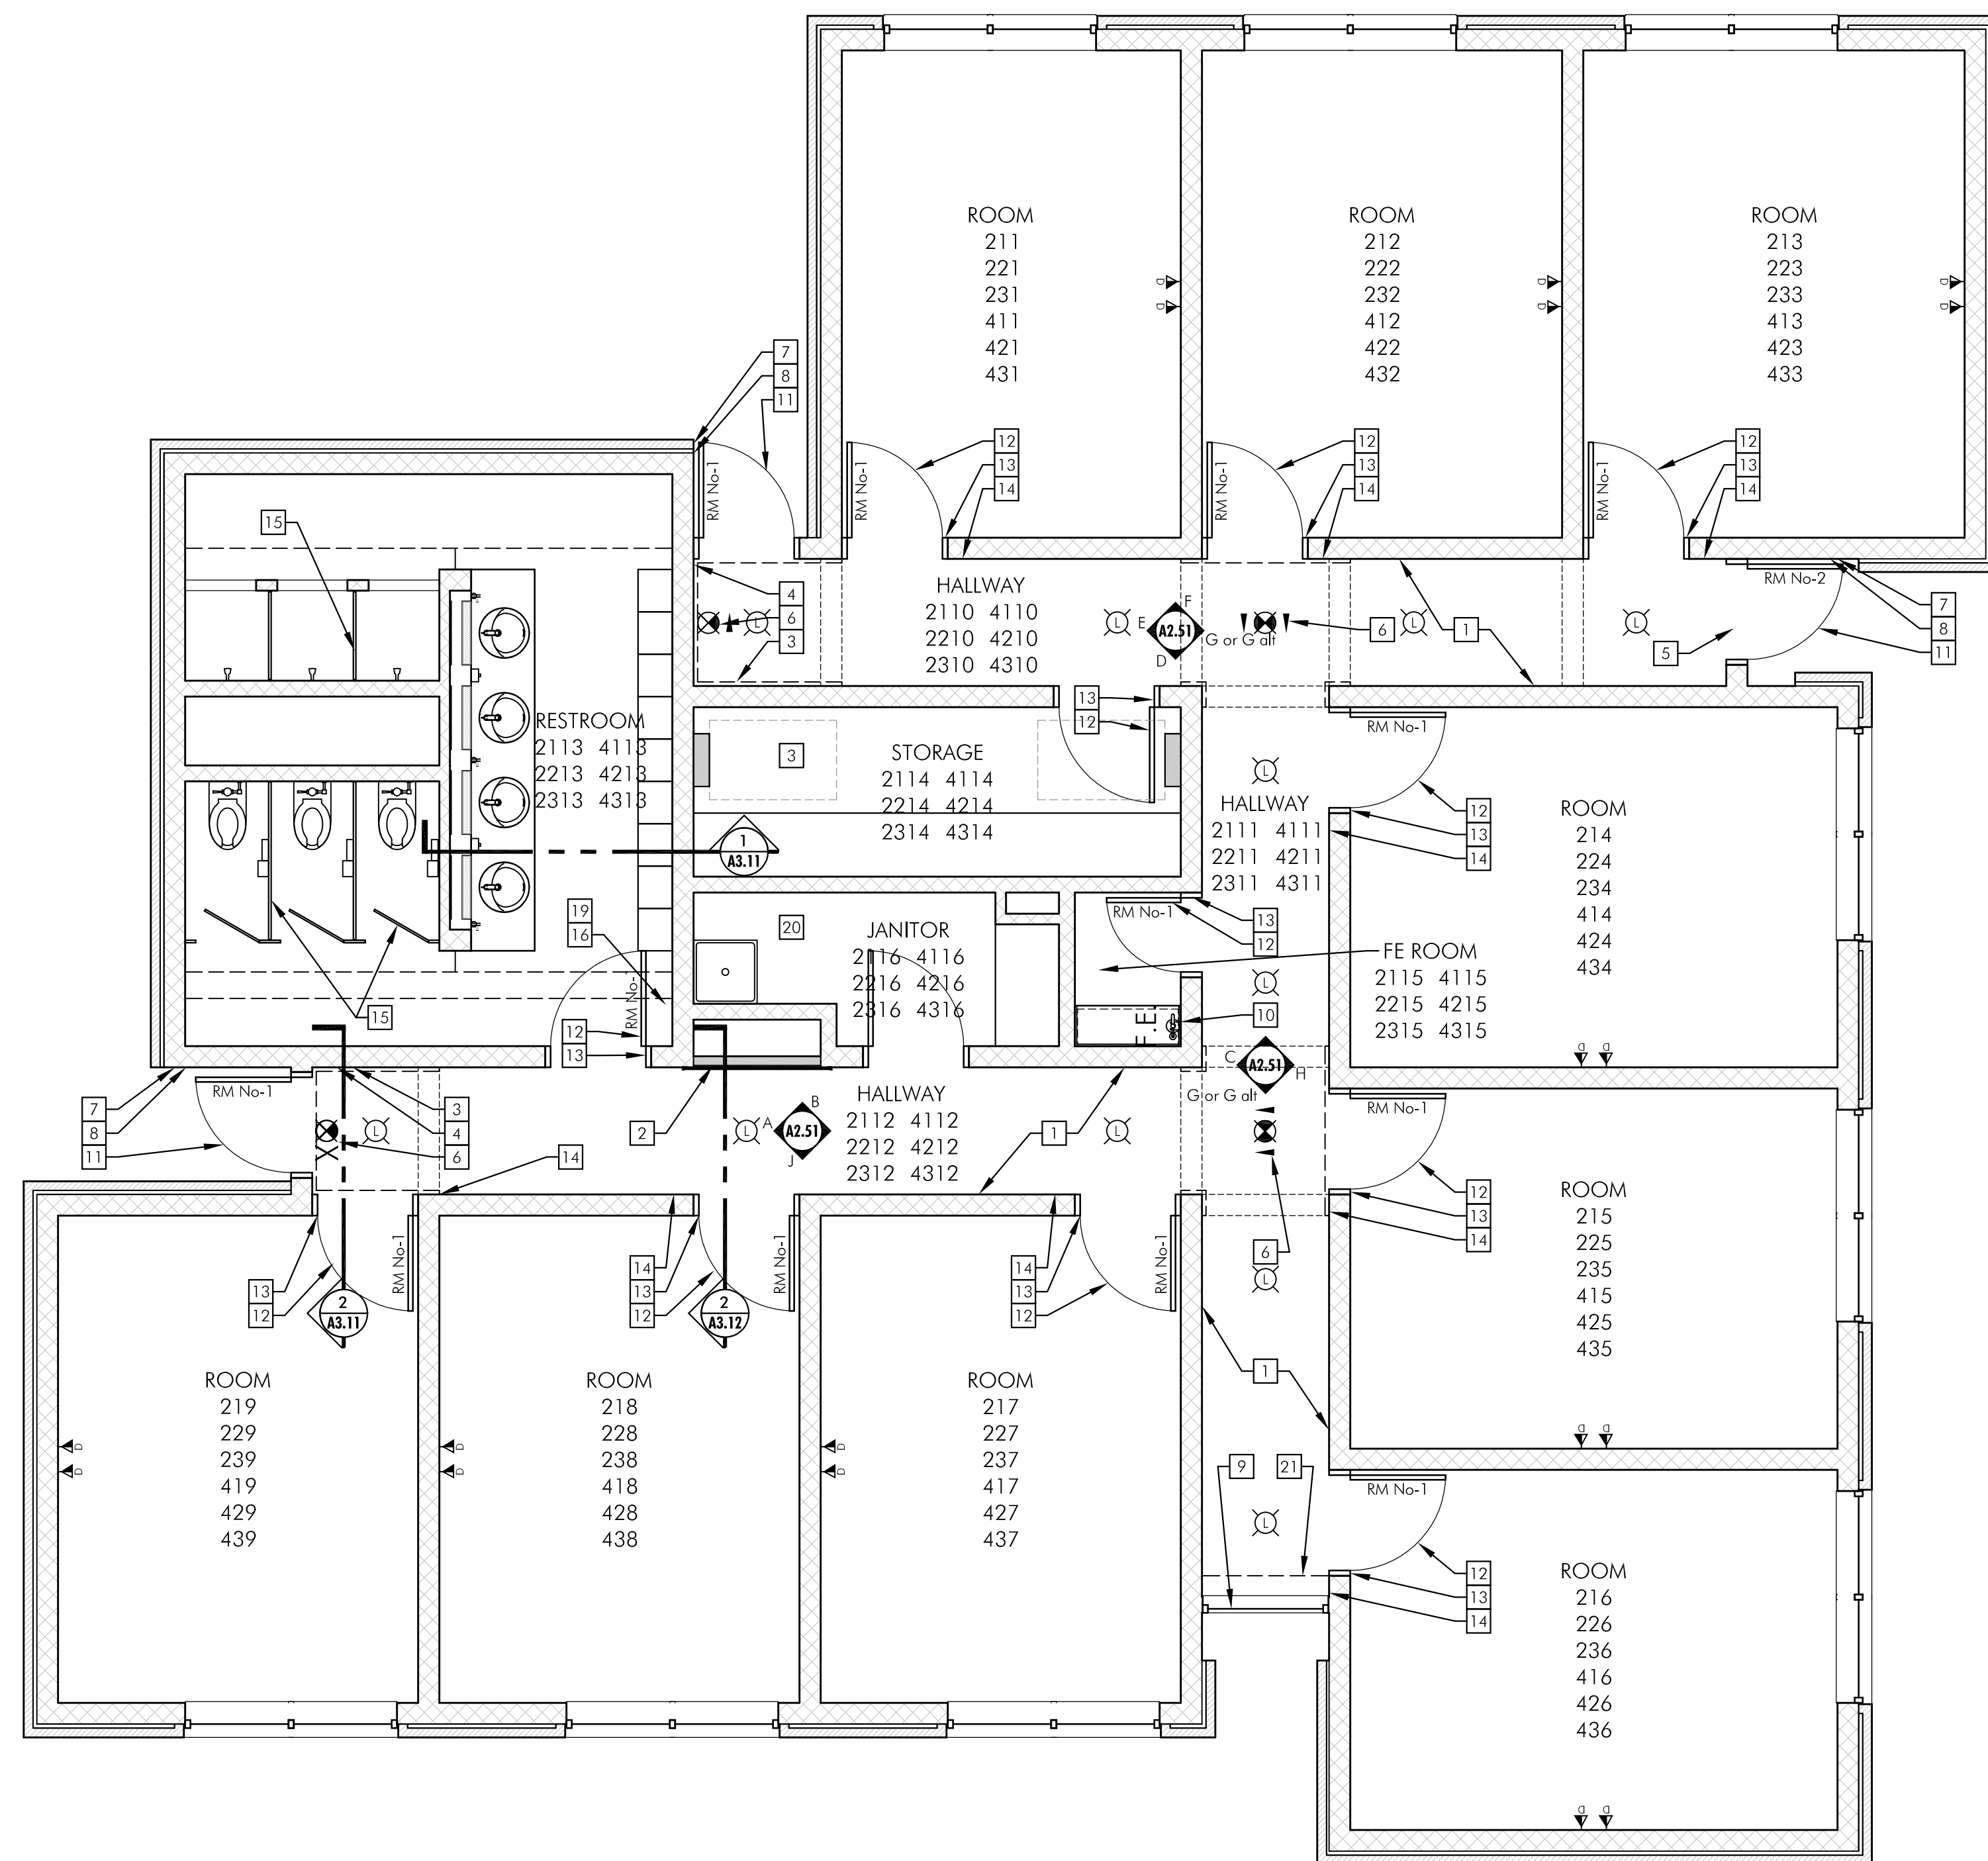 ROOM
211
221
231
411
421
431
ROOM
212
222
232
412
422
432
ROOM
213
223
233
413
423
433
D
D
D
D
D
D
7
8
11
12
13
14
12
13
14
12
13
14
RM No-1
RM No-1
RM No-1
RM No-1
15
HALLWAY
2110 4110
2210 4210
2310 4310
4
6
3
L
L
E
F
A2.51
D
G or G alt
6
L
1
L
5
RM No-2
7
8
11
RESTROOM
2113 4113
2213 4213
2313 4313
STORAGE
2114 4114
2214 4214
2314 4314
3
13
12
1
A3.11
L
HALLWAY
2111 4111
2211 4211
2311 4311
RM No-1
12
13
14
ROOM
214
224
234
414
424
434
D
D
19
16
20
JANITOR
2116 4116
2216 4216
2316 4316
RM No-1
13
12
L
10
F.E.
FE ROOM
2115 4115
2215 4215
2315 4315
15
12
13
RM No-
RM No-1
7
8
11
3
4
6
L
14
2
L
A
B
A2.51
J
HALLWAY
2112 4112
2212 4212
2312 4312
1
L
C
A2.51
H
G or G alt
6
L
RM No-1
12
13
14
ROOM
215
225
235
415
425
435
D
D
13
12
2
A3.11
RM No-1
14
13
12
2
A3.12
RM No-1
14
13
12
RM No-1
1
ROOM
219
229
239
419
429
439
D
D
ROOM
218
228
238
418
428
438
D
D
ROOM
217
227
237
417
427
437
D
D
9
21
L
RM No-1
12
13
14
ROOM
216
226
236
416
426
436
D
D